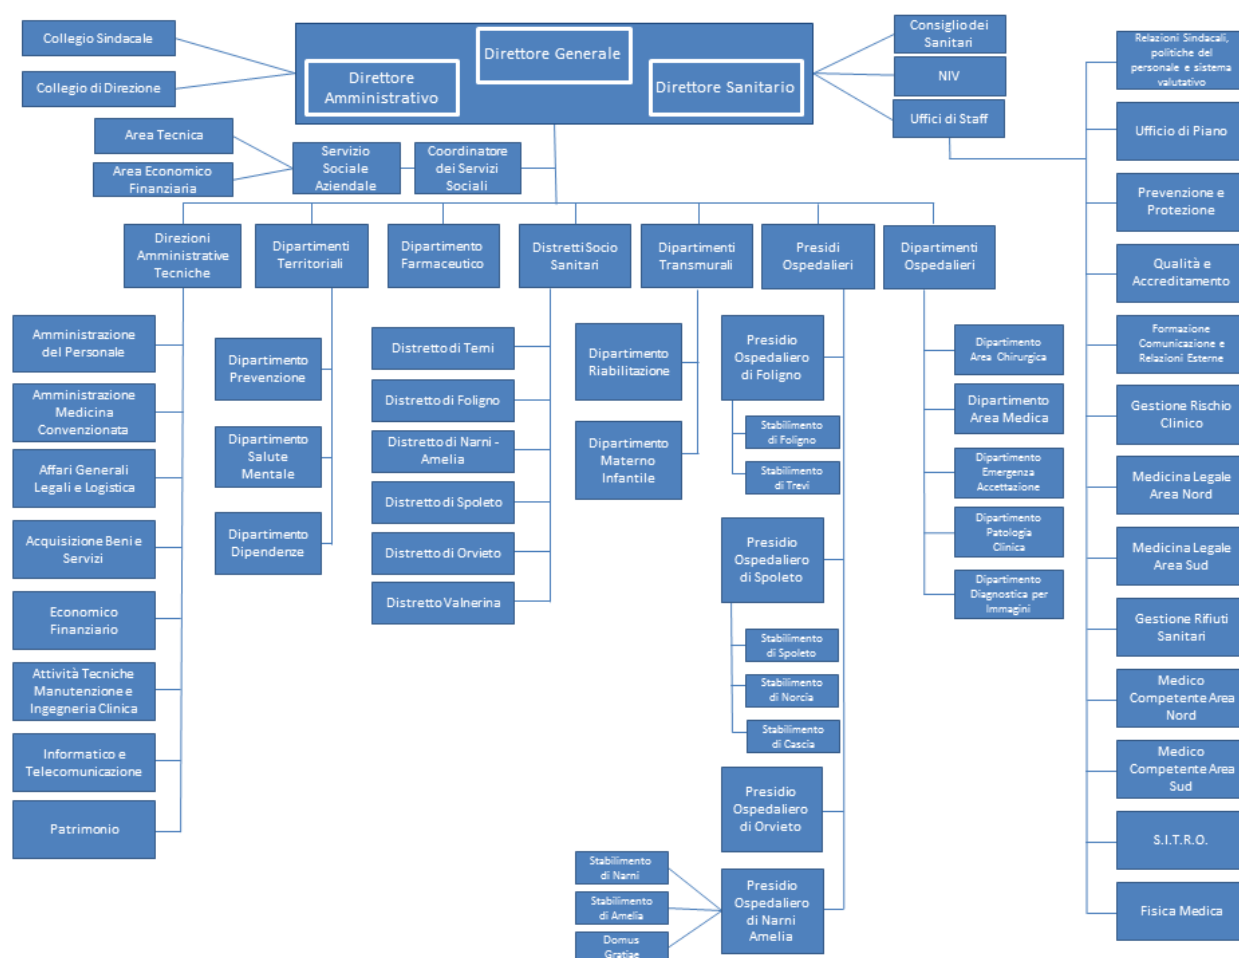 Collegio Sindacale
Collegio di Direzione
Direttore Generale
Direttore
Amministrativo
Direttore Sanitario
Consiglio dei
Sanitari
NIV
Uffici di Staff
Area Tecnica
Area Economico
Finanziaria
Servizio
Sociale
Aziendale
Coordinatore
dei Servizi
Sociali
Direzioni
Amministrative
Tecniche
Dipartimenti
Territoriali
Dipartimento
Farmaceutico
Distretti Socio
Sanitari
Dipartimenti
Transmurali
Presidi
Ospedalieri
Dipartimenti
Ospedalieri
Amministrazione
del Personale
Amministrazione
Medicina
Convenzionata
Affari Generali
Legali e Logistica
Acquisizione Beni e
Servizi
Economico
Finanziario
Attività Tecniche
Manutenzione e
Ingegneria Clinica
Informatico e
Telecomunicazione
Patrimonio
Dipartimento
Prevenzione
Dipartimento
Salute
Mentale
Dipartimento
Dipendenze
Distretto di Terni
Distretto di Foligno
Distretto di Narni -
Amelia
Distretto di Spoleto
Distretto di Orvieto
Distretto Valnerina
Dipartimento
Riabilitazione
Dipartimento
Materno
Infantile
Presidio
Ospedaliero
di Foligno
Stabilimento
di Foligno
Stabilimento
di Trevi
Presidio
Ospedaliero
di Spoleto
Stabilimento
di Spoleto
Stabilimento
di Norcia
Stabilimento
di Cascia
Presidio
Ospedaliero
di Orvieto
Stabilimento
di Narni
Stabilimento
di Amelia
Domus
Gratiae
Presidio
Ospedaliero
di Narni
Amelia
Dipartimento
Area Chirurgica
Dipartimento
Area Medica
Dipartimento
Emergenza
Accettazione
Dipartimento
Patologia
Clinica
Dipartimento
Diagnostica per
Immagini
Relazioni Sindacali,
politiche del
personale e sistema
valutativo
Ufficio di Piano
Prevenzione e
Protezione
Qualità e
Accreditamento
Formazione
Comunicazione e
Relazioni Esterne
Gestione Rischio
Clinico
Medicina Legale
Area Nord
Medicina Legale
Area Sud
Gestione Rifiuti
Sanitari
Medico
Competente Area
Nord
Medico
Competente Area
Sud
S.I.T.R.O.
Fisica Medica